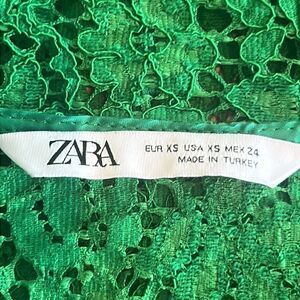 ZARA
EUR XS USA XS MEX 24
MADE IN TURKEY